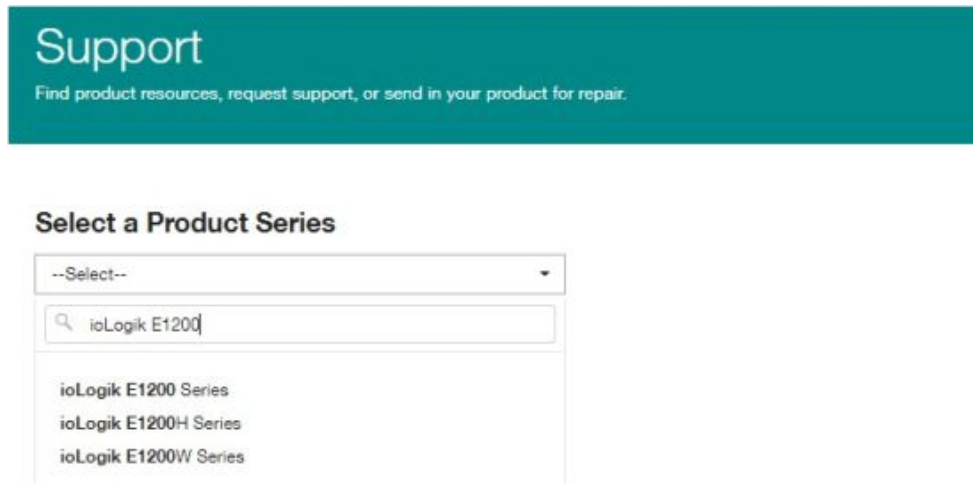 Support
Find product resources, request support, or send in your product for repair.
Select a Product Series
--Select--
ioLogik E1200
ioLogik E1200 Series
ioLogik E1200H Series
ioLogik E1200W Series